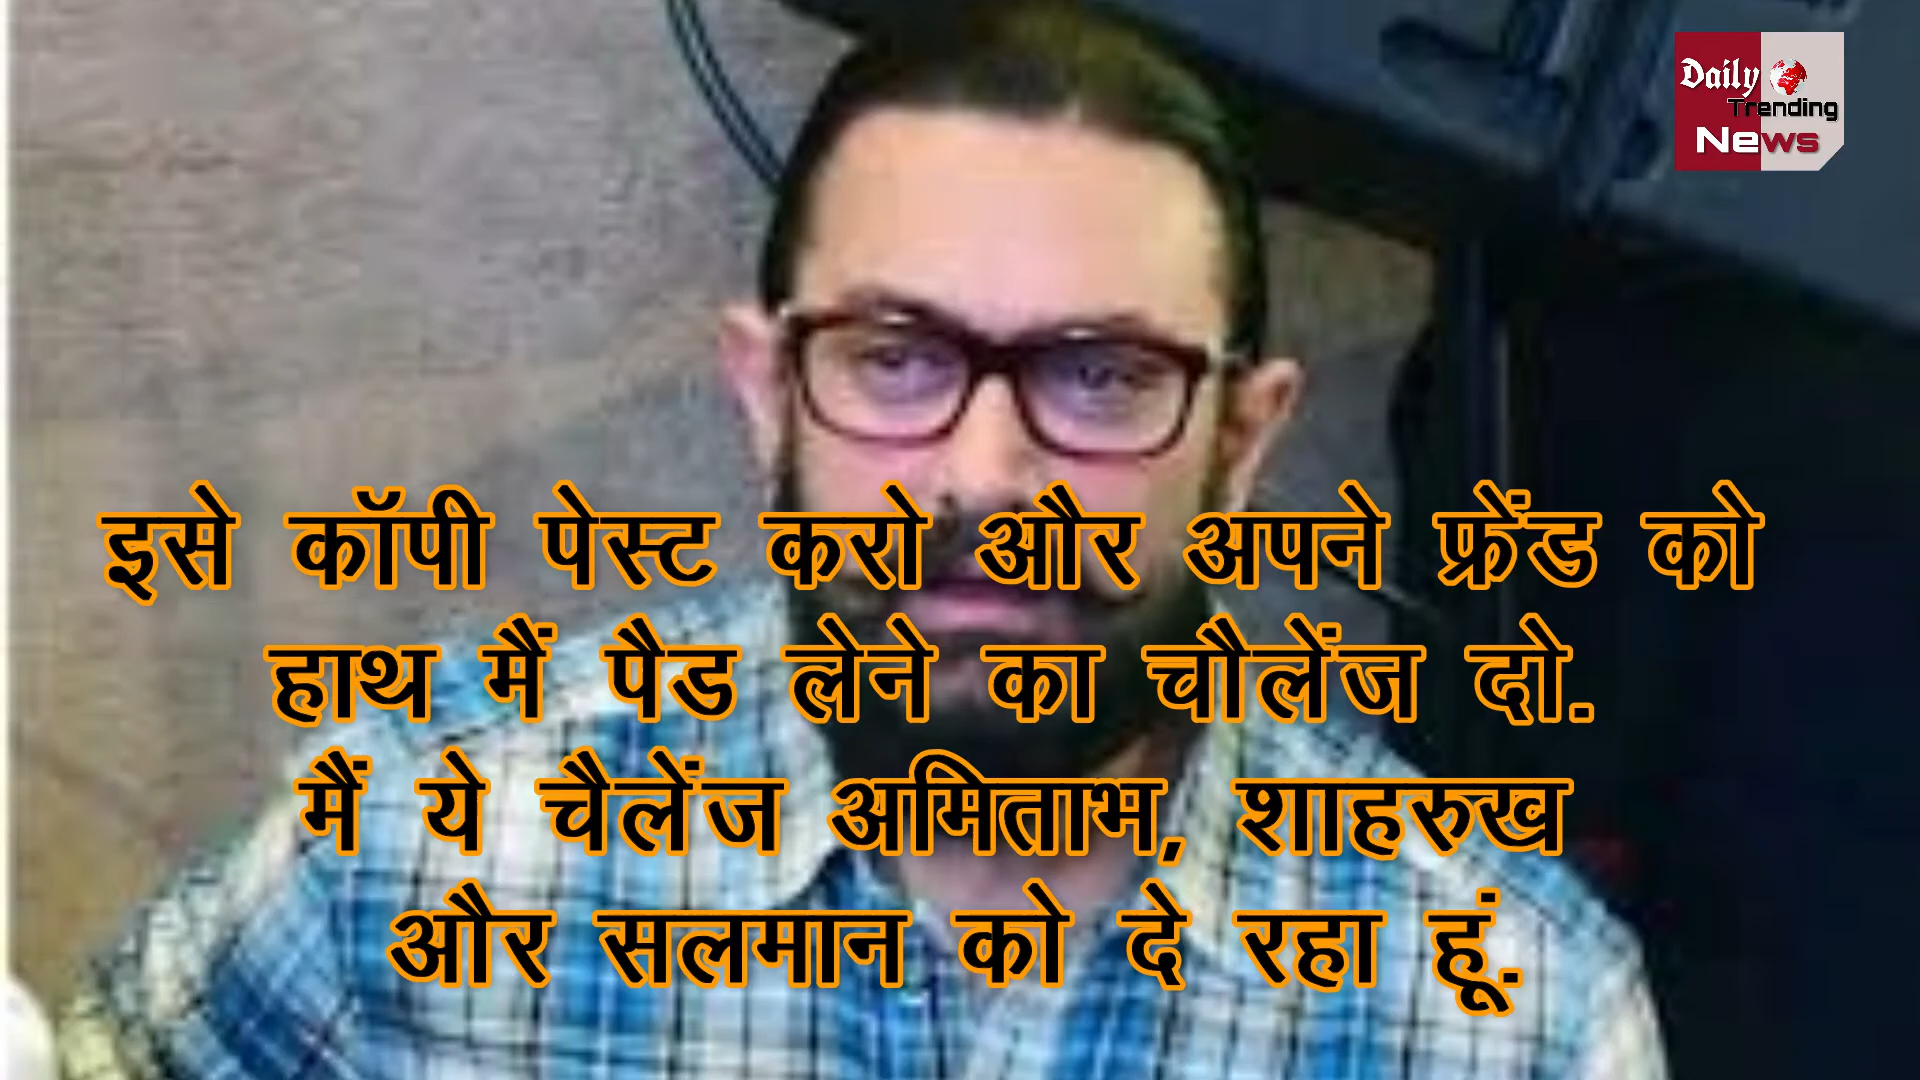 Daily
Trending
News
इसे कॉपी पेस्ट करो और अपने फ्रेंड को
हाथ मैं पैड लेने का चौलेंज दो.
मैं ये चैलेंज अमिताभ, शाहरुख
और सलमान को दे रहा हूं.